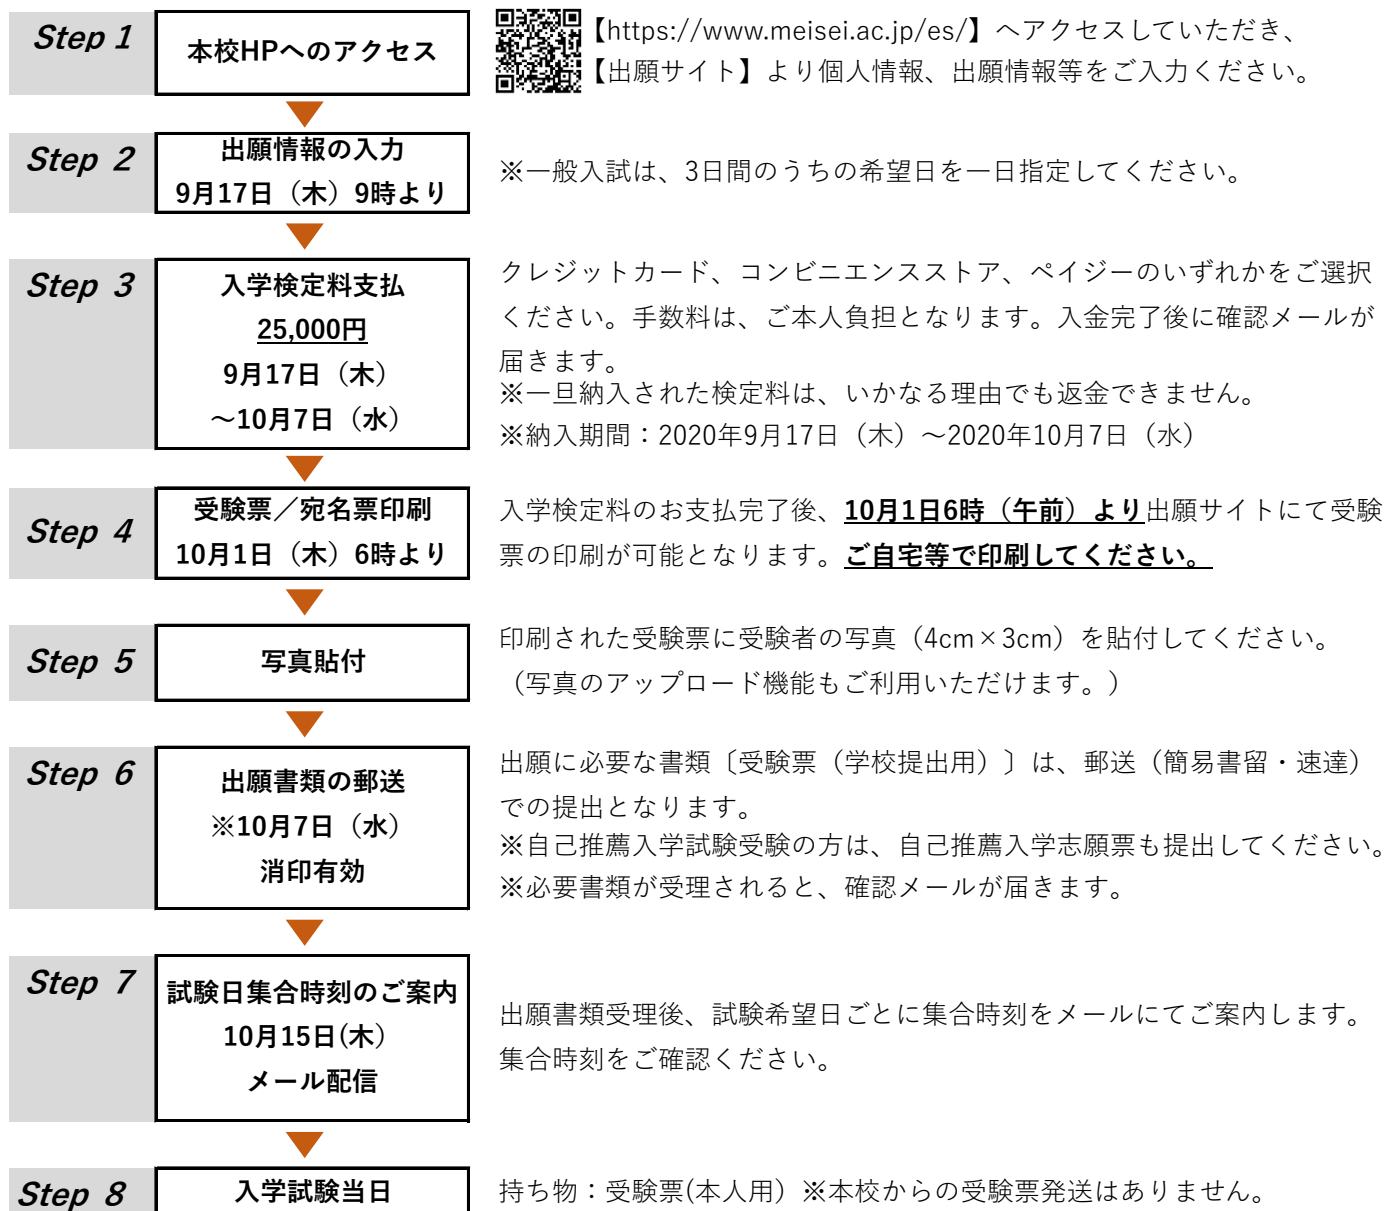 Step 1
本校HPへのアクセス
【https://www.meisei.ac.jp/es/】へアクセスしていただき、
【出願サイト】より個人情報、出願情報等をご入力ください。
Step 2
出願情報の入力
9月17日（木）9時より
※一般入試は、3日間のうちの希望日を一日指定してください。
Step 3
入学検定料支払
25,000円
9月17日（木）
～10月7日（水）
クレジットカード、コンビニエンスストア、ペイジーのいずれかをご選択
ください。手数料は、ご本人負担となります。入金完了後に確認メールが
届きます。
※一旦納入された検定料は、いかなる理由でも返金できません。
※納入期間：2020年9月17日（木）～2020年10月7日（水）
Step 4
受験票／宛名票印刷
10月1日（木）6時より
入学検定料のお支払完了後、10月1日6時（午前）より出願サイトにて受験
票の印刷が可能となります。ご自宅等で印刷してください。
Step 5
写真貼付
印刷された受験票に受験者の写真（4cm×3cm）を貼付してください。
（写真のアップロード機能もご利用いただけます。）
Step 6
出願書類の郵送
※10月7日（水）
消印有効
出願に必要な書類〔受験票（学校提出用）〕は、郵送（簡易書留・速達）
での提出となります。
※自己推薦入学試験受験の方は、自己推薦入学志願票も提出してください。
※必要書類が受理されると、確認メールが届きます。
Step 7
試験日集合時刻のご案内
10月15日(木）
メール配信
出願書類受理後、試験希望日ごとに集合時刻をメールにてご案内します。
集合時刻をご確認ください。
Step 8
入学試験当日
持ち物：受験票(本人用）※本校からの受験票発送はありません。